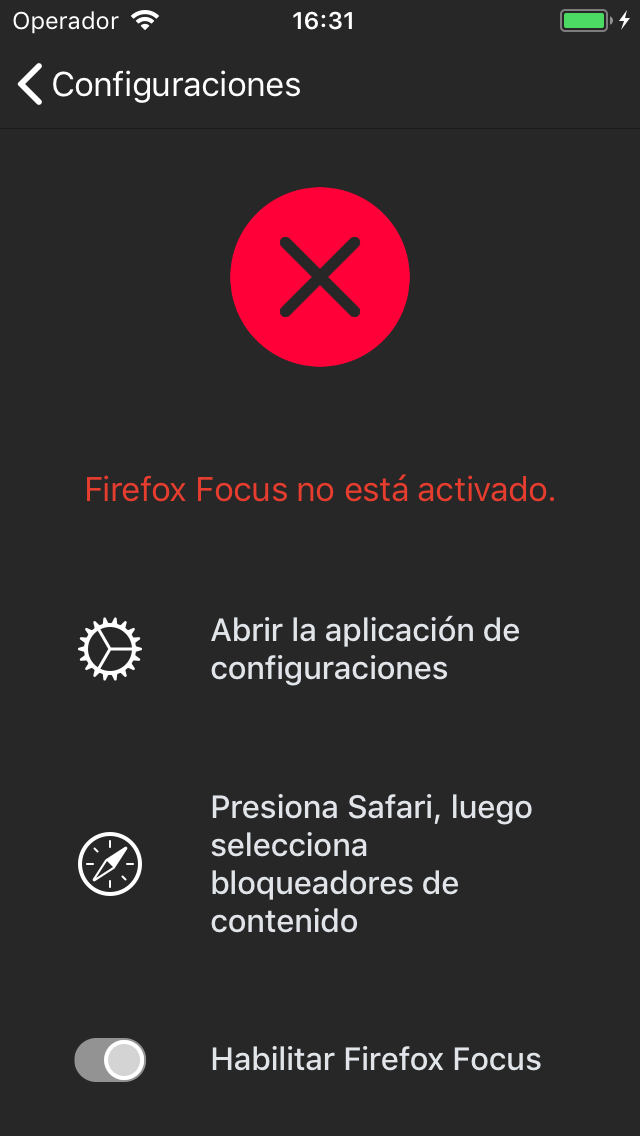 Operador 16:31
Configuraciones
Firefox Focus no está activado.
Abrir la aplicación de
configuraciones
Presiona Safari, luego
selecciona
bloqueadores de
contenido
Habilitar Firefox Focus